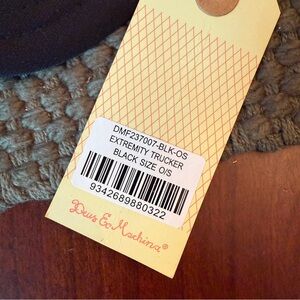 DMF237007-BLK-OS
EXTREMITY TRUCKER
BLACK SIZE O/S
9342689880322
Deus Ex Machina®